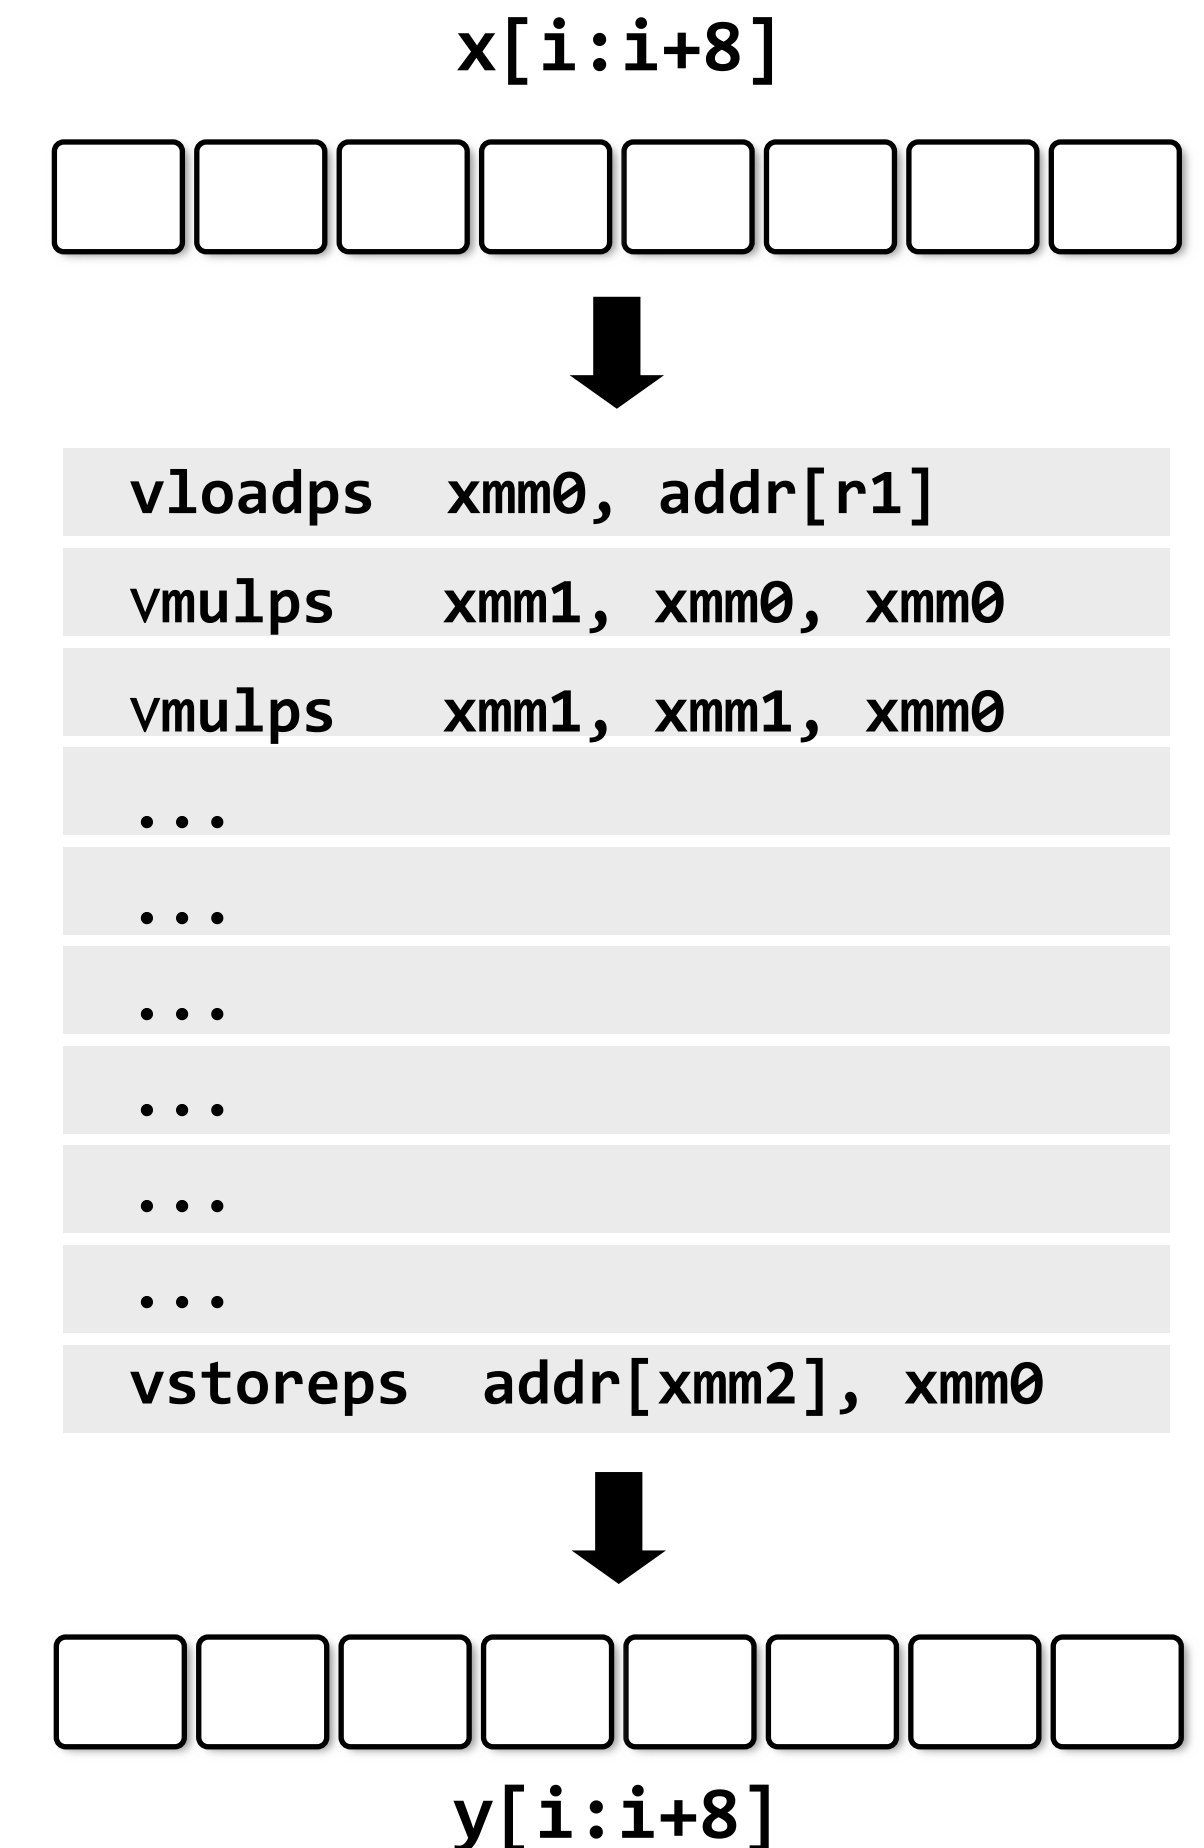 x[i:i+8]
vloadps xmm0, addr[r1]
vmulps xmm1, xmm0, xmm0
vmulps xmm1, xmm1, xmm0
...
...
...
...
...
...
vstoreps addr[xmm2], xmm0
y[i:i+8]